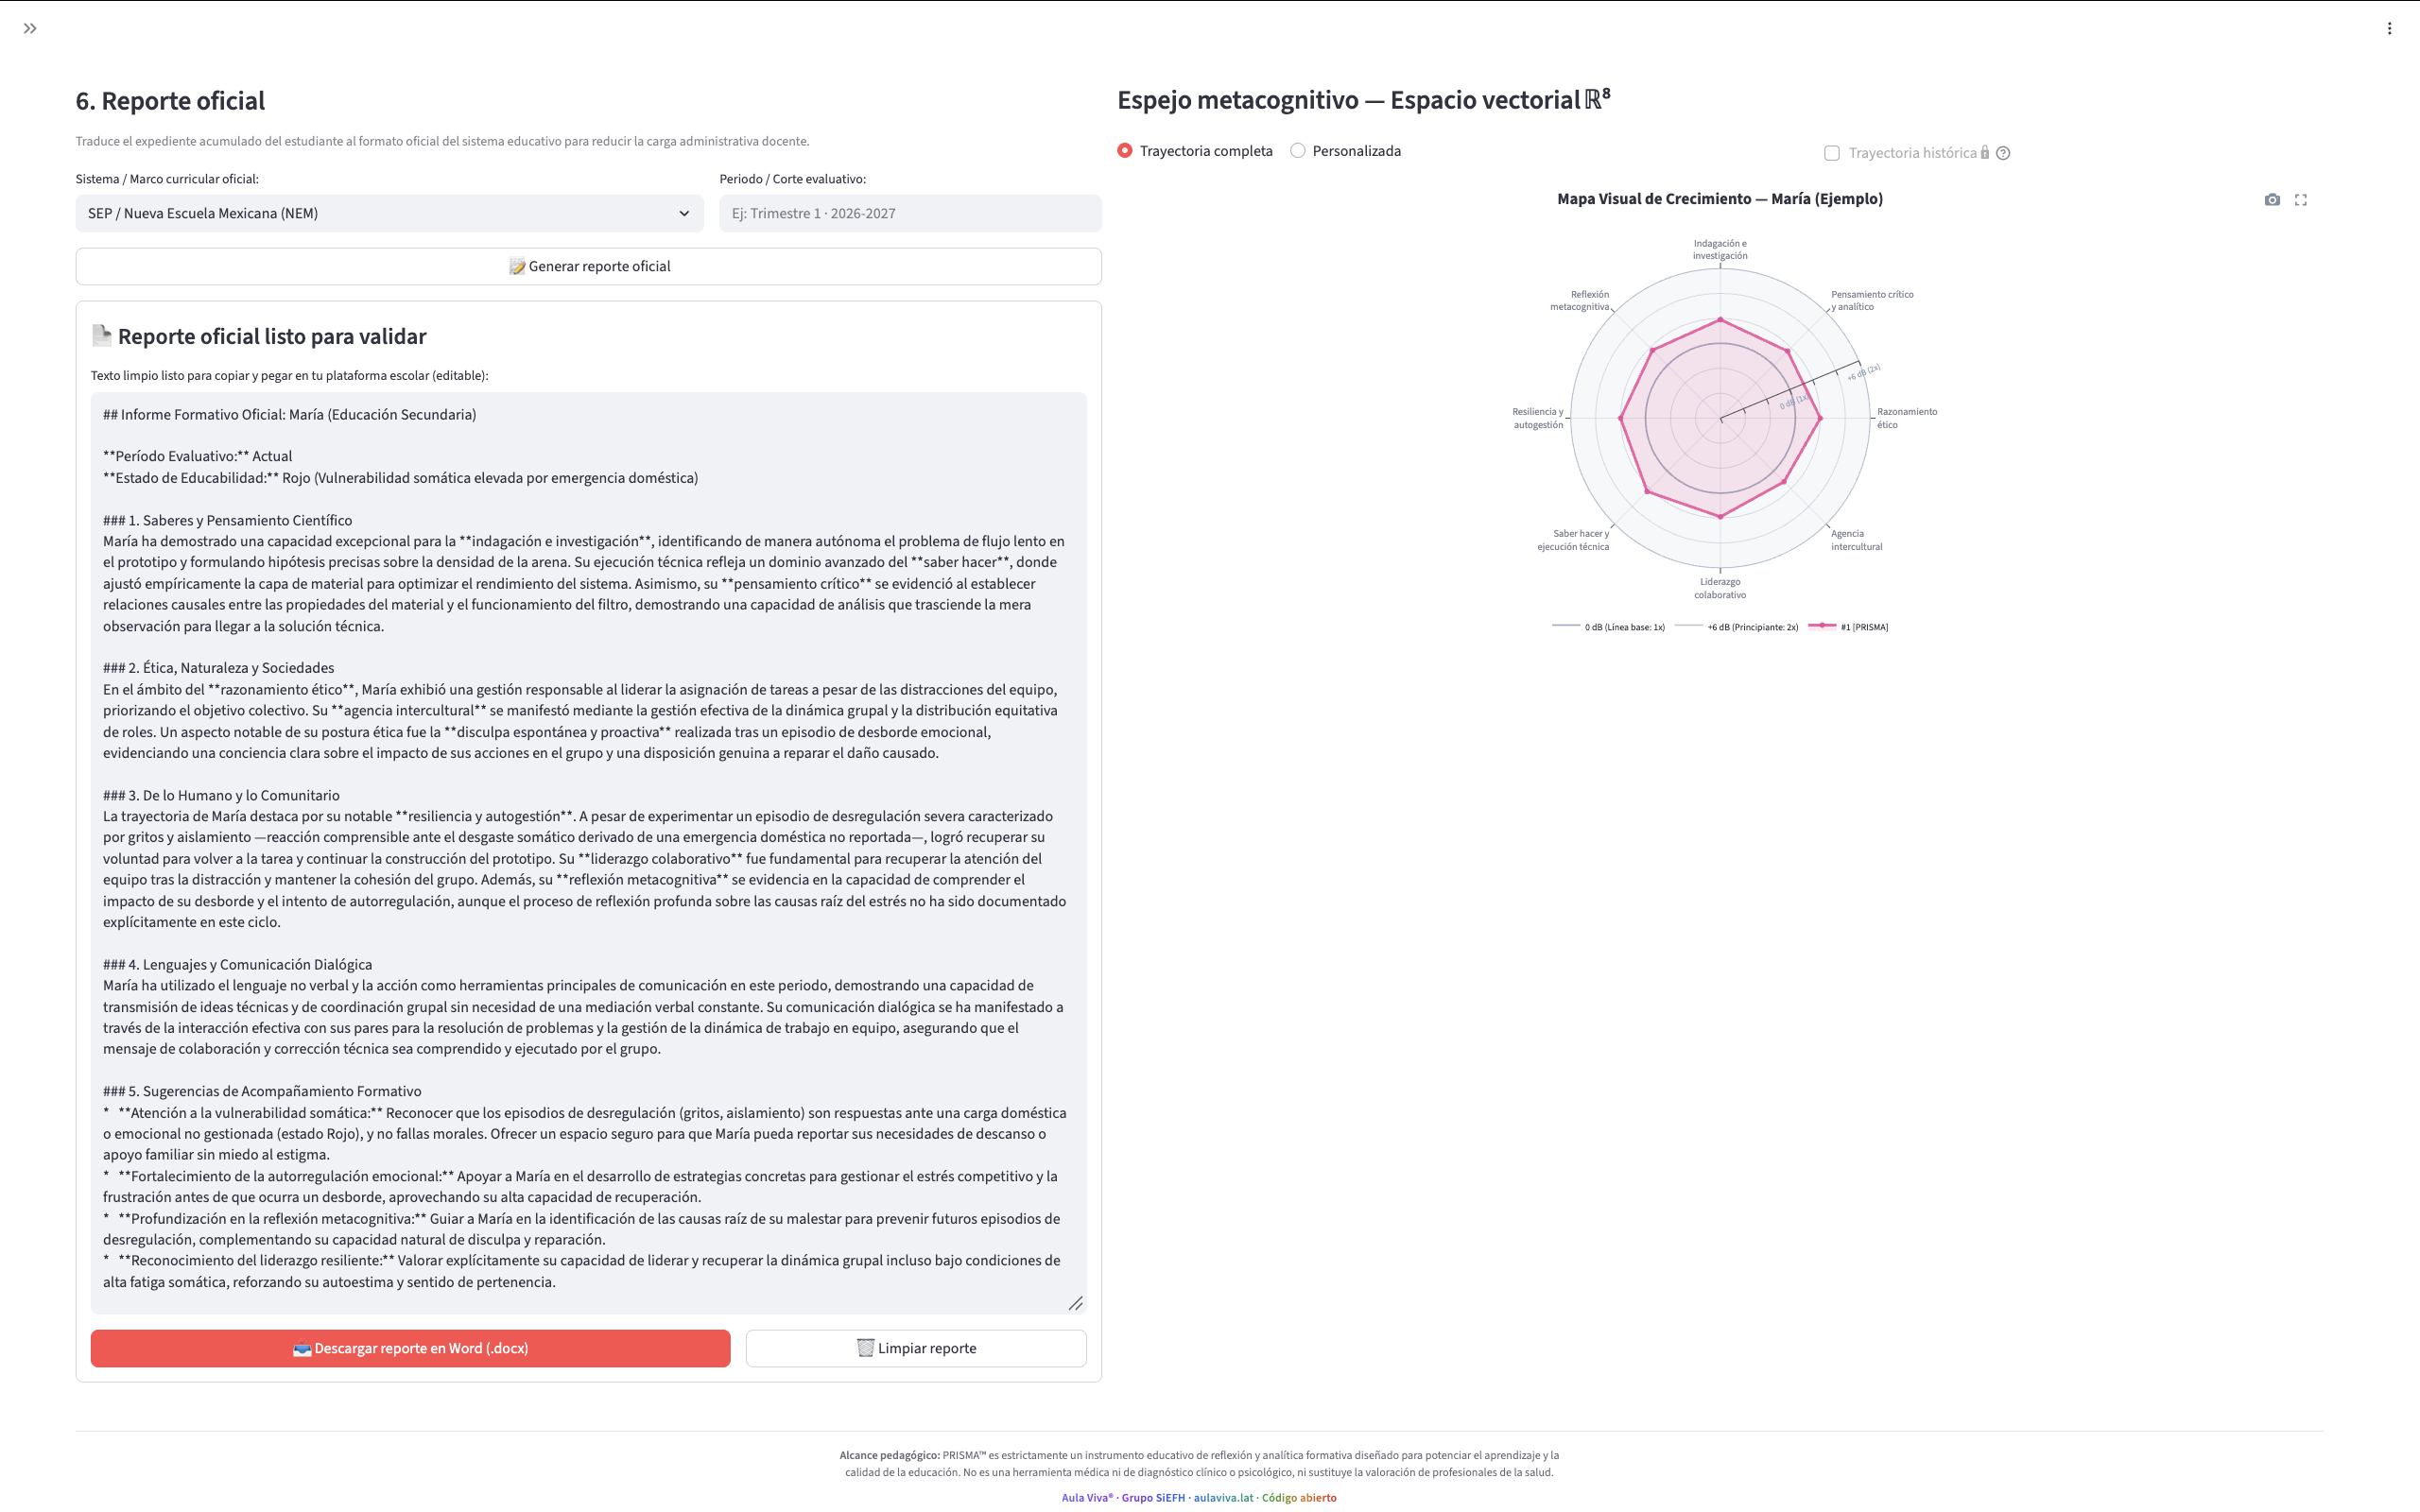 6. Reporte oficial
Traduce el expediente acumulado del estudiante al formato oficial del sistema educativo para reducir la carga administrativa docente.
Sistema / Marco curricular oficial:
Periodo / Corte evaluativo:
SEP / Nueva Escuela Mexicana (NEM)
Ej: Trimestre 1 · 2026-2027
📝 Generar reporte oficial
Reporte oficial listo para validar
Texto limpio listo para copiar y pegar en tu plataforma escolar (editable):
## Informe Formativo Oficial: María (Educación Secundaria)
**Período Evaluativo:** Actual
**Estado de Educabilidad:** Rojo (Vulnerabilidad somática elevada por emergencia doméstica)
### 1. Saberes y Pensamiento Científico
María ha demostrado una capacidad excepcional para la **indagación e investigación**, identificando de manera autónoma el problema de flujo lento en
el prototipo y formulando hipótesis precisas sobre la densidad de la arena. Su ejecución técnica refleja un dominio avanzado del **saber hacer**, donde
ajustó empíricamente la capa de material para optimizar el rendimiento del sistema. Asimismo, su **pensamiento crítico** se evidenció al establecer
relaciones causales entre las propiedades del material y el funcionamiento del filtro, demostrando una capacidad de análisis que trasciende la mera
observación para llegar a la solución técnica.
### 2. Ética, Naturaleza y Sociedades
En el ámbito del **razonamiento ético**, María exhibió una gestión responsable al liderar la asignación de tareas a pesar de las distracciones del equipo,
priorizando el objetivo colectivo. Su **agencia intercultural** se manifestó mediante la gestión efectiva de la dinámica grupal y la distribución equitativa
de roles. Un aspecto notable de su postura ética fue la **disculpa espontánea y proactiva** realizada tras un episodio de desborde emocional,
evidenciando una conciencia clara sobre el impacto de sus acciones en el grupo y una disposición genuina a reparar el daño causado.
### 3. De lo Humano y lo Comunitario
La trayectoria de María destaca por su notable **resiliencia y autogestión**. A pesar de experimentar un episodio de desregulación severa caracterizado
por gritos y aislamiento —reacción comprensible ante el desgaste somático derivado de una emergencia doméstica no reportada—, logró recuperar su
voluntad para volver a la tarea y continuar la construcción del prototipo. Su **liderazgo colaborativo** fue fundamental para recuperar la atención del
equipo tras la distracción y mantener la cohesión del grupo. Además, su **reflexión metacognitiva** se evidencia en la capacidad de comprender el
impacto de su desborde y el intento de autorregulación, aunque el proceso de reflexión profunda sobre las causas raíz del estrés no ha sido documentado
explícitamente en este ciclo.
### 4. Lenguajes y Comunicación Dialógica
María ha utilizado el lenguaje no verbal y la acción como herramientas principales de comunicación en este periodo, demostrando una capacidad de
transmisión de ideas técnicas y de coordinación grupal sin necesidad de una mediación verbal constante. Su comunicación dialógica se ha manifestado a
través de la interacción efectiva con sus pares para la resolución de problemas y la gestión de la dinámica de trabajo en equipo, asegurando que el
mensaje de colaboración y corrección técnica sea comprendido y ejecutado por el grupo.
### 5. Sugerencias de Acompañamiento Formativo
* **Atención a la vulnerabilidad somática:** Reconocer que los episodios de desregulación (gritos, aislamiento) son respuestas ante una carga doméstica
o emocional no gestionada (estado Rojo), y no fallas morales. Ofrecer un espacio seguro para que María pueda reportar sus necesidades de descanso o
apoyo familiar sin miedo al estigma.
* **Fortalecimiento de la autorregulación emocional:** Apoyar a María en el desarrollo de estrategias concretas para gestionar el estrés competitivo y la
frustración antes de que ocurra un desborde, aprovechando su alta capacidad de recuperación.
* **Profundización en la reflexión metacognitiva:** Guiar a María en la identificación de las causas raíz de su malestar para prevenir futuros episodios de
desregulación, complementando su capacidad natural de disculpa y reparación.
* **Reconocimiento del liderazgo resiliente:** Valorar explícitamente su capacidad de liderar y recuperar la dinámica grupal incluso bajo condiciones de
alta fatiga somática, reforzando su autoestima y sentido de pertenencia.
Descargar reporte en Word (.docx)
Limpiar reporte
Espejo metacognitivo — Espacio vectorial ℝ⁸
Trayectoria completa
Personalizada
Trayectoria histórica
Mapa Visual de Crecimiento — María (Ejemplo)
Indagación e
investigación
Reflexión
metacognitiva
Pensamiento crítico
y analítico
+6 dB (2x)
0 dB (1x)
Resiliencia y
autogestión
Razonamiento
ético
Saber hacer y
ejecución técnica
Agencia
intercultural
Liderazgo
colaborativo
0 dB (Línea base: 1x)
+6 dB (Principiante: 2x)
#1 [PRISMA]
Alcance pedagógico: PRISMA™ es estrictamente un instrumento educativo de reflexión y analítica formativa diseñado para potenciar el aprendizaje y la
calidad de la educación. No es una herramienta médica ni de diagnóstico clínico o psicológico, ni sustituye la valoración de profesionales de la salud.
Aula Viva® · Grupo SiEFH · aulaviva.lat · Código abierto